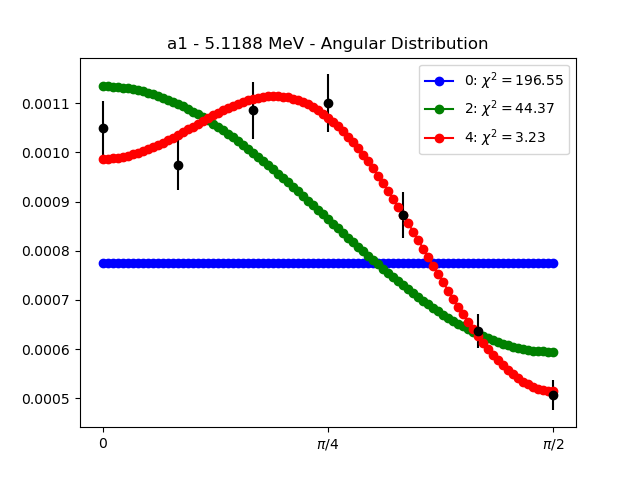 a1 - 5.1188 MeV - Angular Distribution
0: χ² = 196.55
2: χ² = 44.37
4: χ² = 3.23
0.0011
0.0010
0.0009
0.0008
0.0007
0.0006
0.0005
0
π/4
π/2